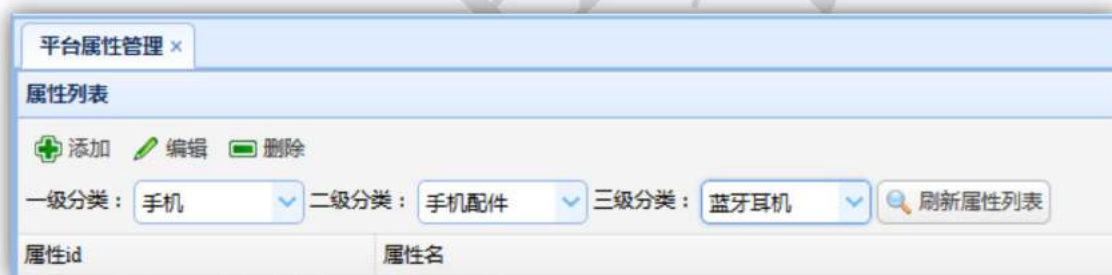 平台属性管理 ×
属性列表
添加 编辑 删除
一级分类： 手机 二级分类： 手机配件 三级分类： 蓝牙耳机 刷新属性列表
属性id 属性名